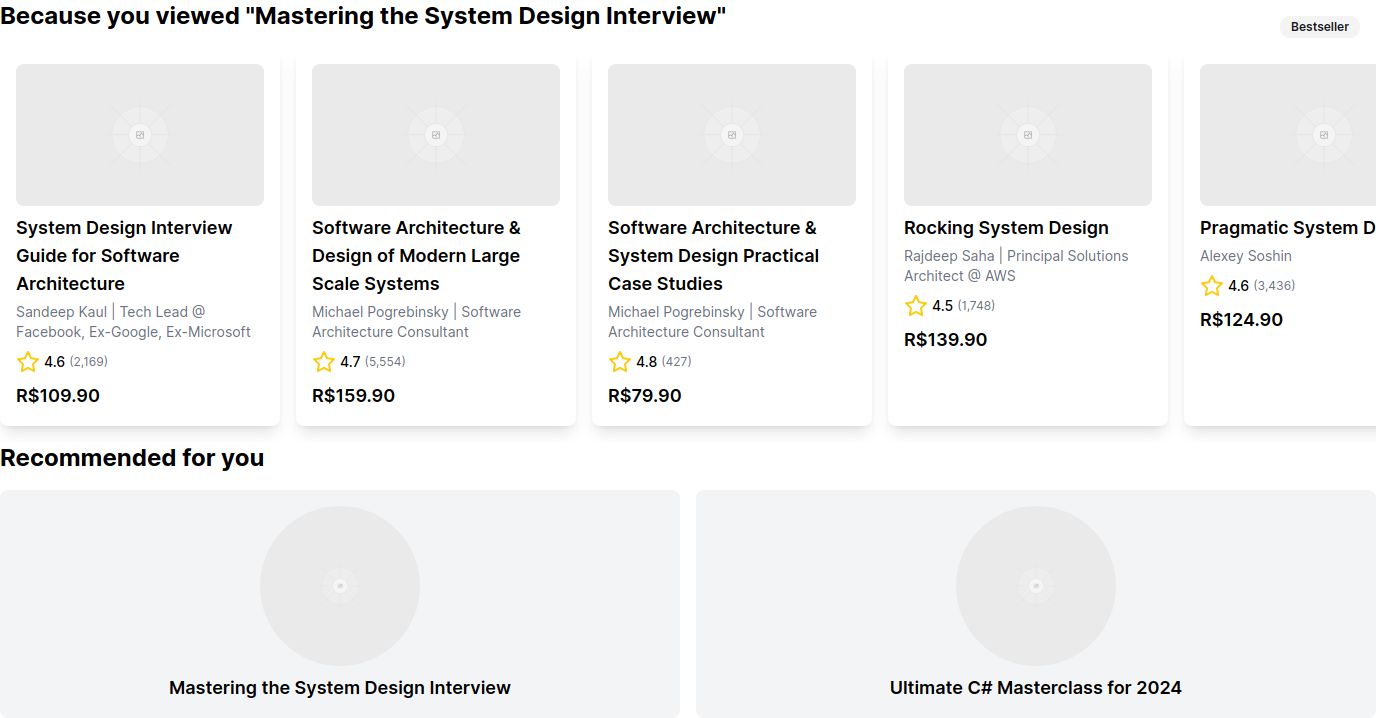 Because you viewed "Mastering the System Design Interview"
Bestseller
System Design Interview
Guide for Software
Architecture
Sandeep Kaul | Tech Lead @
Facebook, Ex-Google, Ex-Microsoft
4.6 (2,169)
R$109.90
Software Architecture &
Design of Modern Large
Scale Systems
Michael Pogrebinsky | Software
Architecture Consultant
4.7 (5,554)
R$159.90
Software Architecture &
System Design Practical
Case Studies
Michael Pogrebinsky | Software
Architecture Consultant
4.8 (427)
R$79.90
Rocking System Design
Rajdeep Saha | Principal Solutions
Architect @ AWS
4.5 (1,748)
R$139.90
Pragmatic System D
Alexey Soshin
4.6 (3,436)
R$124.90
Recommended for you
Mastering the System Design Interview
Ultimate C# Masterclass for 2024